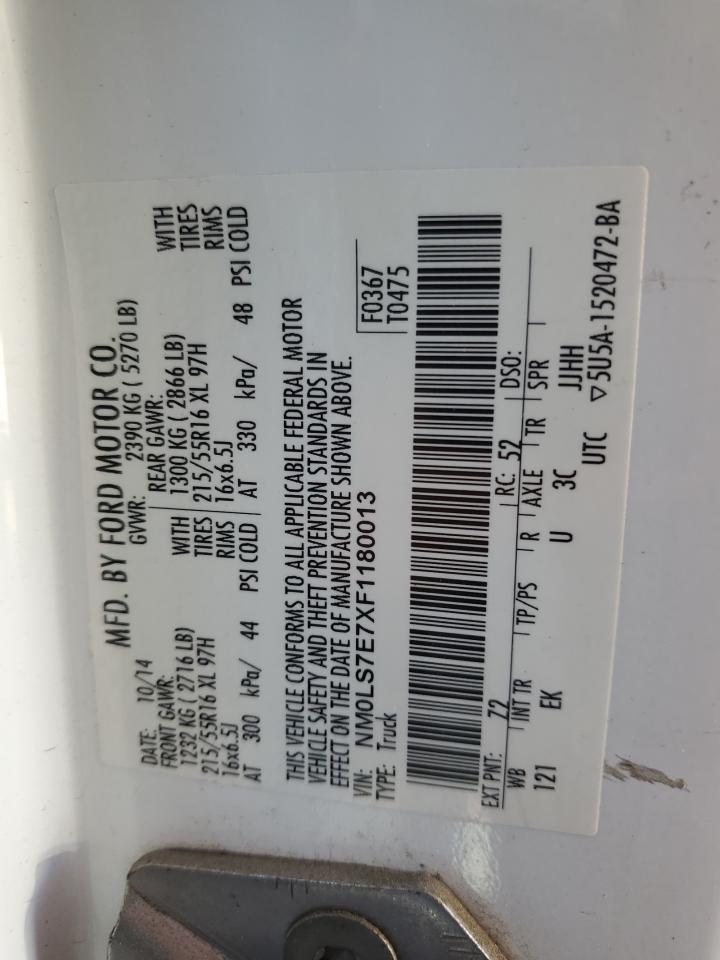 MFD. BY FORD MOTOR CO.
DATE: 10/14 GVWR: 2390 KG ( 5270 LB)
FRONT GAWR: REAR GAWR:
1232 KG ( 2716 LB) WITH 1300 KG ( 2866 LB) WITH
215/55R16 XL 97H TIRES 215/55R16 XL 97H TIRES
16x6.5J RIMS 16x6.5J RIMS
AT 300 kPa/ 44 PSI COLD AT 330 kPa/ 48 PSI COLD
THIS VEHICLE CONFORMS TO ALL APPLICABLE FEDERAL MOTOR
VEHICLE SAFETY AND THEFT PREVENTION STANDARDS IN
EFFECT ON THE DATE OF MANUFACTURE SHOWN ABOVE.
VIN: NM0LS7E7XF1180013 F0367
TYPE: Truck T0475
EXT PNT: Z2 RC: 52 DSO:
WB INT TR TP/PS R AXLE TR SPR
121 EK U 3C JJHH
UTC ▽5U5A-1520472-BA